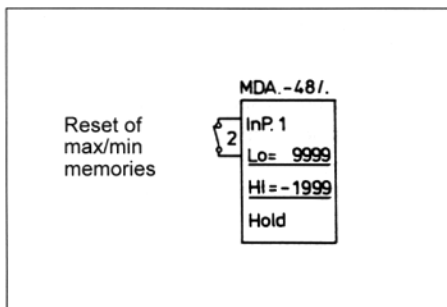 MDA.-48/.
Reset of
max/min
memories
2
InP. 1
Lo= 9999
HI=-1999
Hold